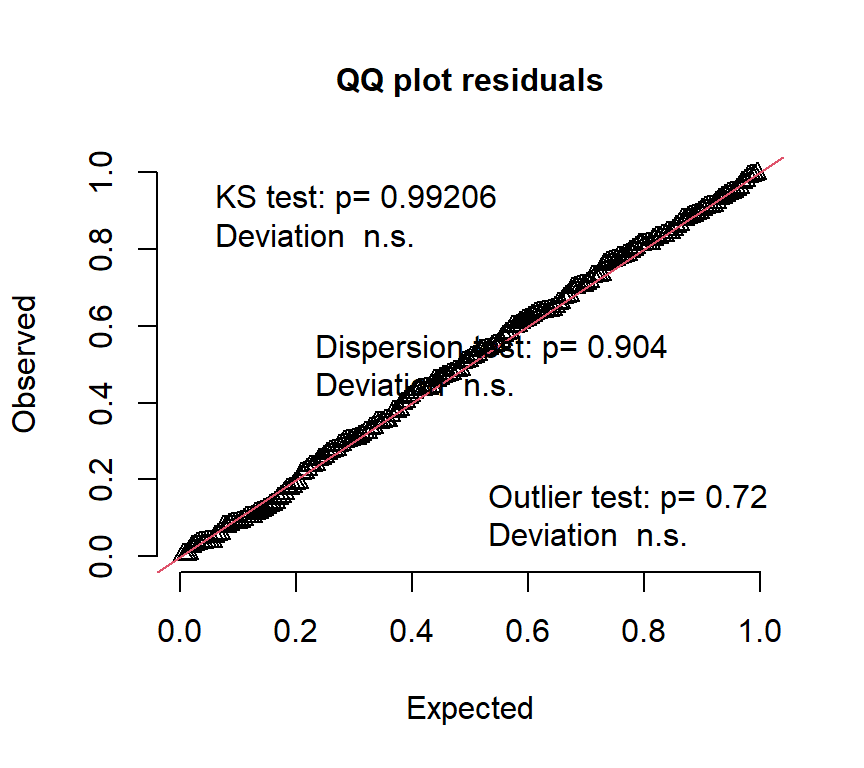 QQ plot residuals
KS test: p= 0.99206
Deviation  n.s.
Dispersion test: p= 0.904
Deviation  n.s.
Outlier test: p= 0.72
Deviation  n.s.
Observed
1.0
0.8
0.6
0.4
0.2
0.0
0.0 0.2 0.4 0.6 0.8 1.0
Expected